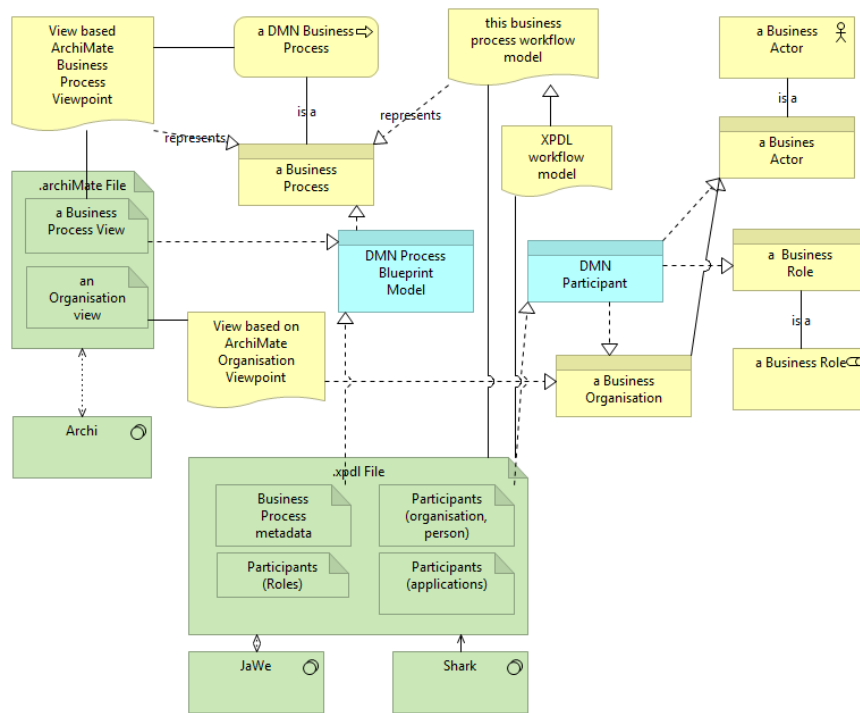 View based
ArchiMate
Business
Process
Viewpoint
a DMN Business
Process
this business
process workflow
model
a Business
Actor
is a
is a
represents
represents
XPDL
workflow
model
a Busines
Actor
a Business
Process
.archiMate File
a Business
Process View
an
Organisation
view
DMN Process
Blueprint
Model
DMN
Participant
a  Business
Role
is a
View based on
ArchiMate
Organisation
Viewpoint
a Business
Organisation
a Business Role
Archi
.xpdl File
Business
Process
metadata
Participants
(organisation,
person)
Participants
(Roles)
Participants
(applications)
JaWe
Shark